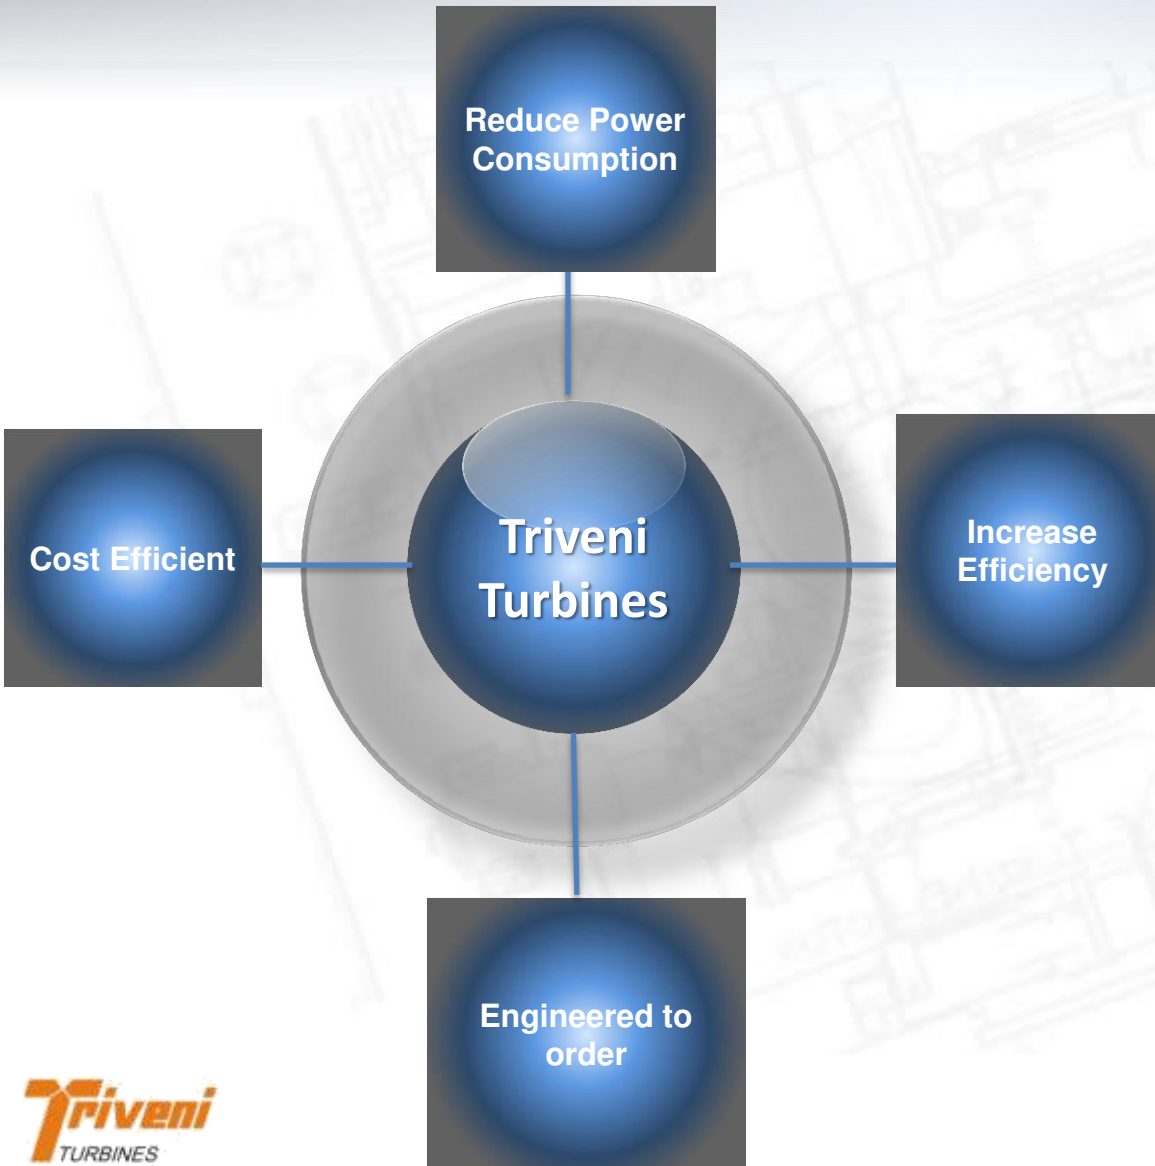 Reduce Power
Consumption
Cost Efficient
Triveni
Turbines
Increase
Efficiency
Engineered to
order
Triveni
TURBINES